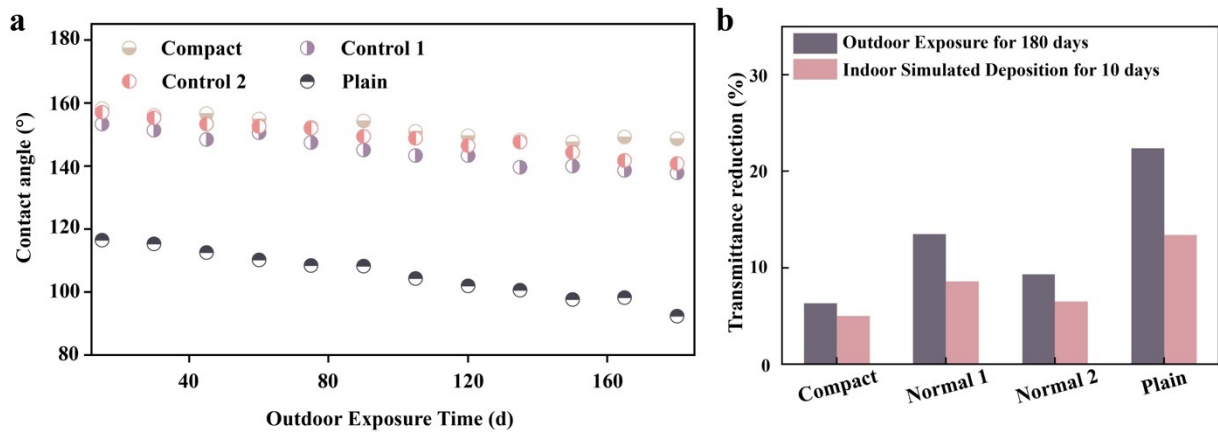 a
180
160
140
120
100
80
Contact angle (°)
Compact
Control 1
Control 2
Plain
40
80
120
160
Outdoor Exposure Time (d)
b
30
20
10
0
Transmittance reduction (%)
Outdoor Exposure for 180 days
Indoor Simulated Deposition for 10 days
Compact
Normal 1
Normal 2
Plain